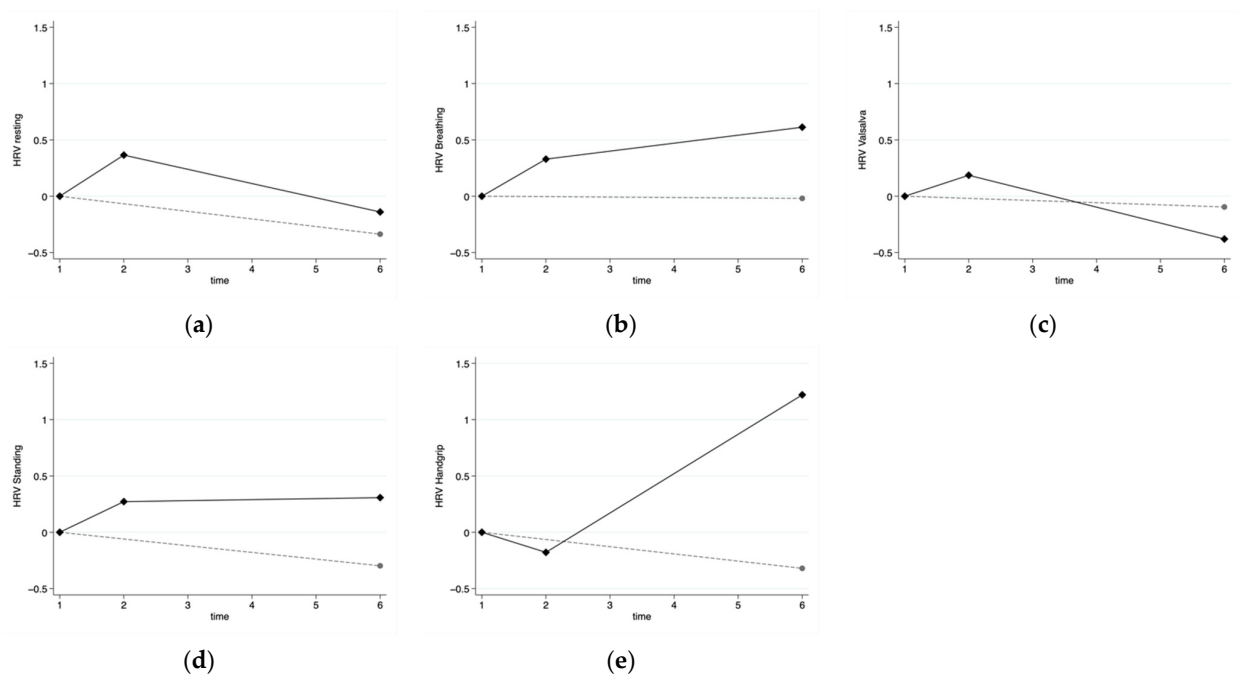 1.5
1
0.5
0
−0.5
HRV resting
1 2 3 4 5 6
time
(a)
1.5
1
0.5
0
−0.5
HRV Breathing
1 2 3 4 5 6
time
(b)
1.5
1
0.5
0
−0.5
HRV Valsalva
1 2 3 4 5 6
time
(c)
1.5
1
0.5
0
−0.5
HRV Standing
1 2 3 4 5 6
time
(d)
1.5
1
0.5
0
−0.5
HRV Handgrip
1 2 3 4 5 6
time
(e)